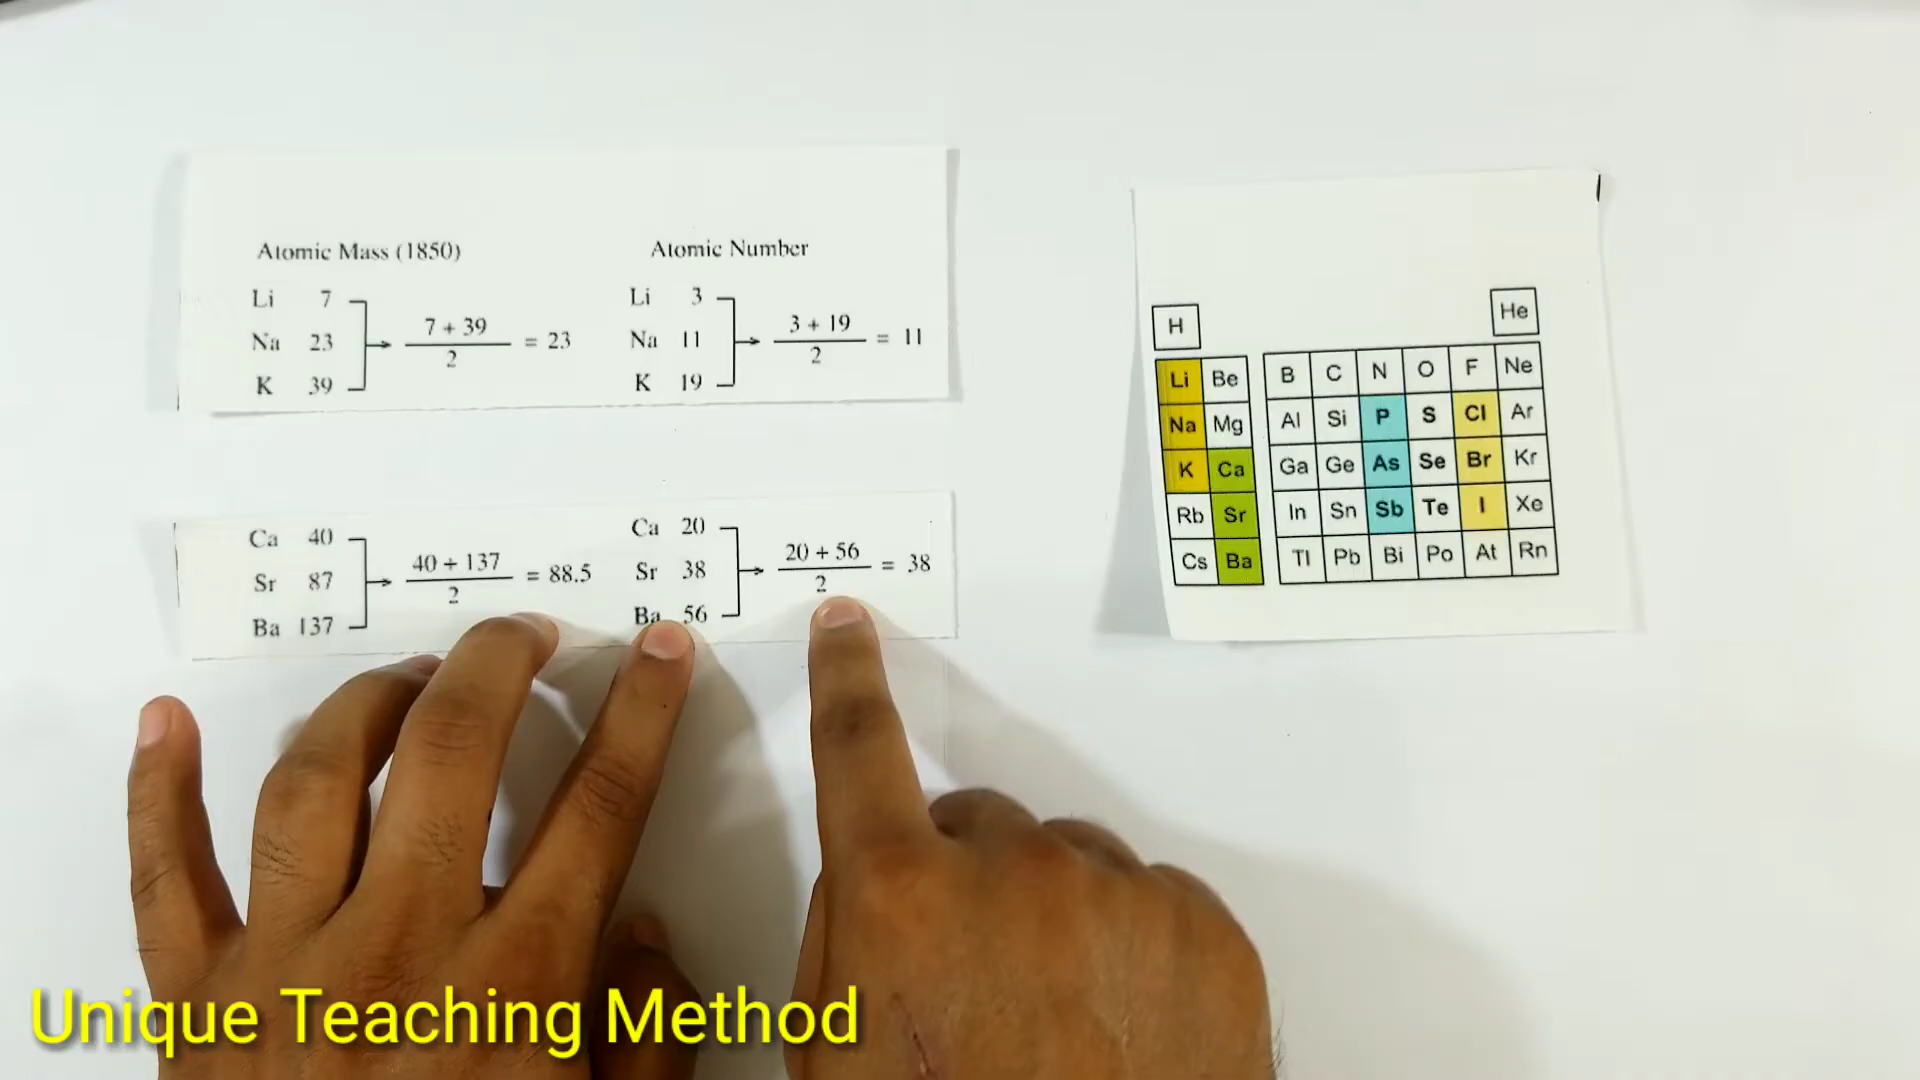 Atomic Mass (1850)
Li 7
Na 23
K 39
7 + 39
2
= 23
Atomic Number
Li 3
Na 11
K 19
3 + 19
2
= 11
Ca 40
Sr 87
Ba 137
40 + 137
2
= 88.5
Ca 20
Sr 38
Ba 56
20 + 56
2
= 38
H He
Li Be B C N O F Ne
Na Mg Al Si P S Cl Ar
K Ca Ga Ge As Se Br Kr
Rb Sr In Sn Sb Te I Xe
Cs Ba Tl Pb Bi Po At Rn
Unique Teaching Method